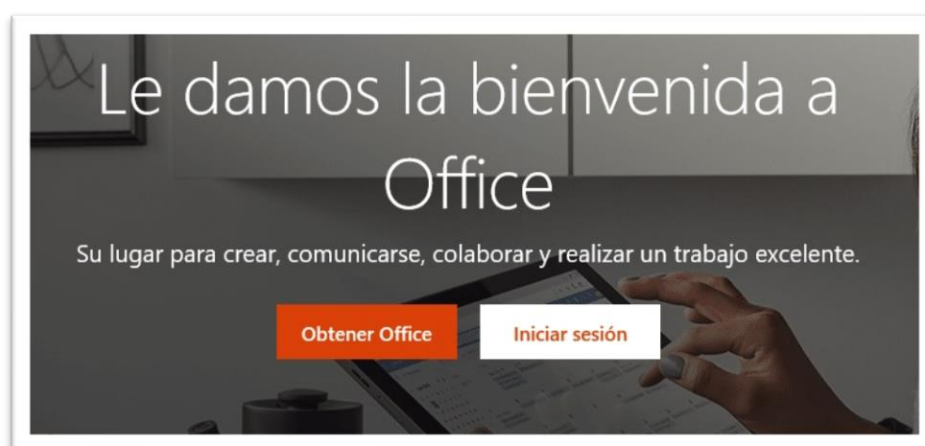 Le damos la bienvenida a
Office
Su lugar para crear, comunicarse, colaborar y realizar un trabajo excelente.
Obtener Office
Iniciar sesión